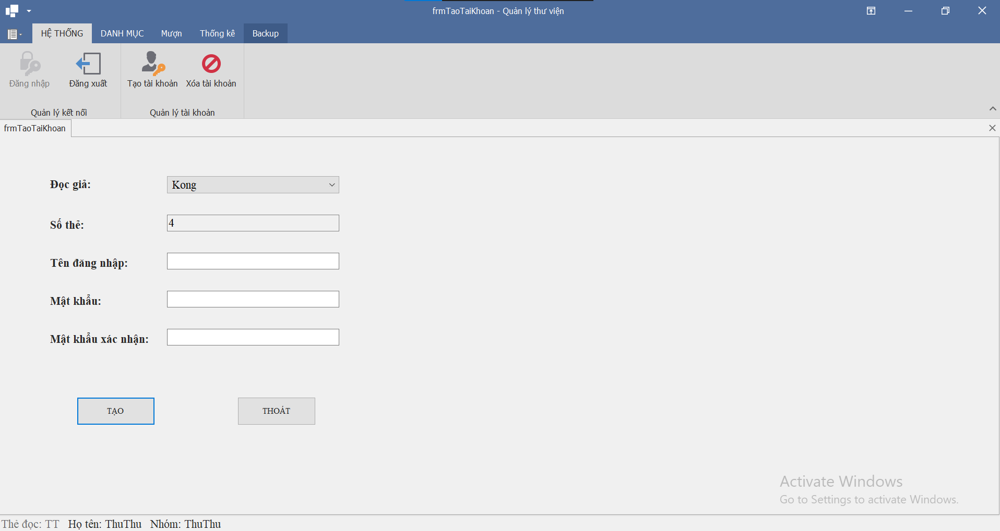 frmTaoTaiKhoan - Quản lý thư viện
HỆ THỐNG DANH MỤC Mượn Thống kê Backup
Đăng nhập Đăng xuất Tạo tài khoản Xóa tài khoản
Quản lý kết nối Quản lý tài khoản
frmTaoTaiKhoan
Đọc giả: Kong
Số thẻ: 4
Tên đăng nhập:
Mật khẩu:
Mật khẩu xác nhận:
TẠO THOÁT
Activate Windows
Go to Settings to activate Windows.
Thẻ đọc: TT Họ tên: ThuThu Nhóm: ThuThu